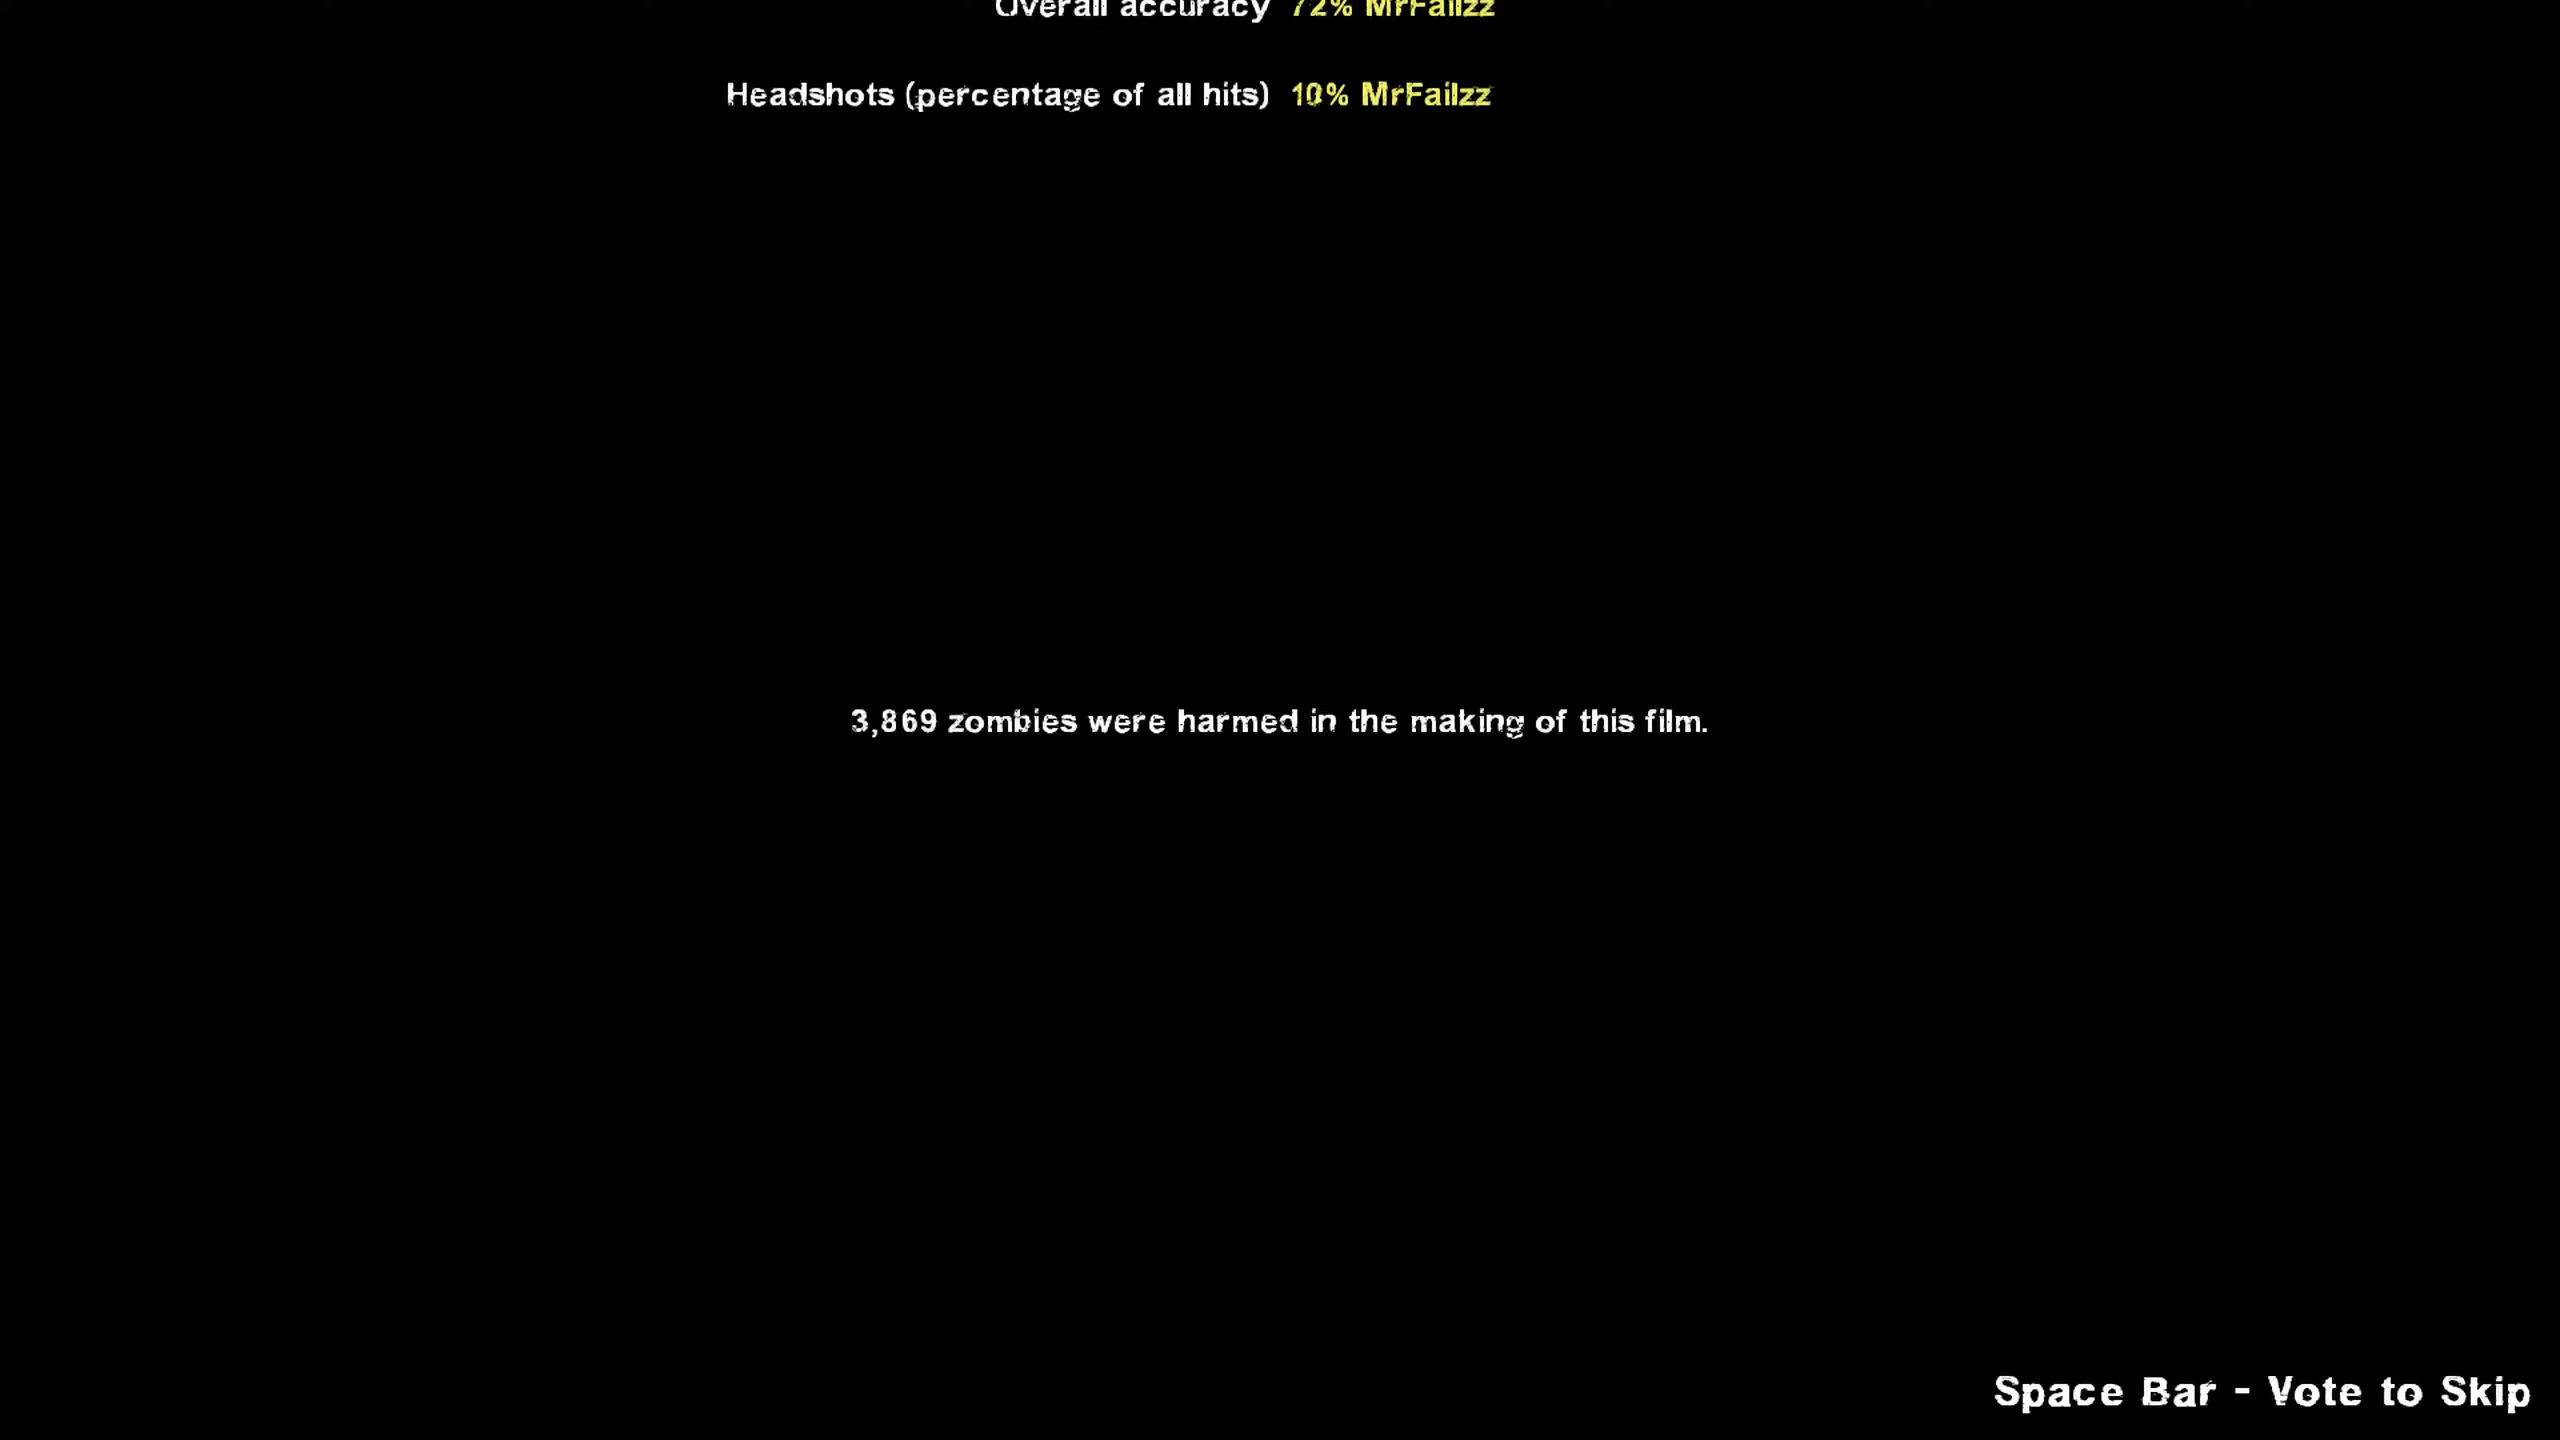 Overall accuracy 72% MrFailzz
Headshots (percentage of all hits) 10% MrFailzz
3,869 zombies were harmed in the making of this film.
Space Bar - Vote to Skip